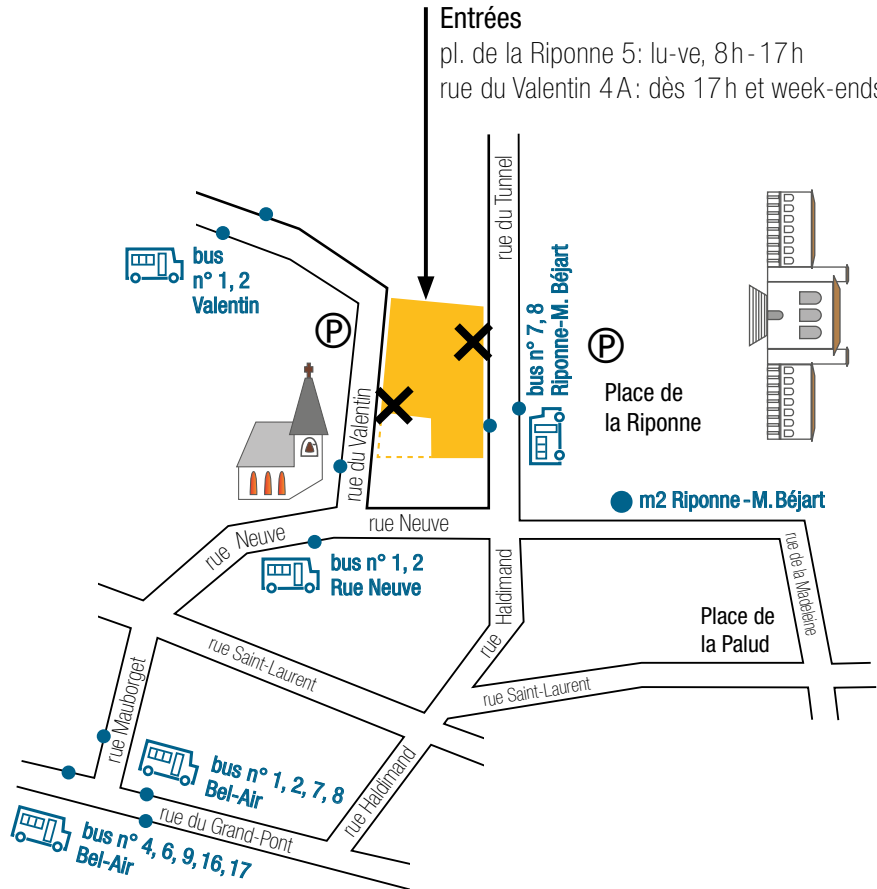 Entrées
pl. de la Riponne 5: lu-ve, 8h-17h
rue du Valentin 4A: dès 17h et week-ends
rue du Tunnel
bus
n° 1, 2
Valentin
P
bus n° 7, 8
Riponne-M. Béjart
P
Place de
la Riponne
rue du Valentin
m2 Riponne-M. Béjart
rue Neuve
rue Neuve
bus n° 1, 2
Rue Neuve
rue Haldimand
rue de la Madeleine
Place de
la Palud
rue Saint-Laurent
rue Saint-Laurent
rue Mauborget
bus n° 1, 2, 7, 8
Bel-Air
rue Haldimand
rue du Grand-Pont
bus n° 4, 6, 9, 16, 17
Bel-Air